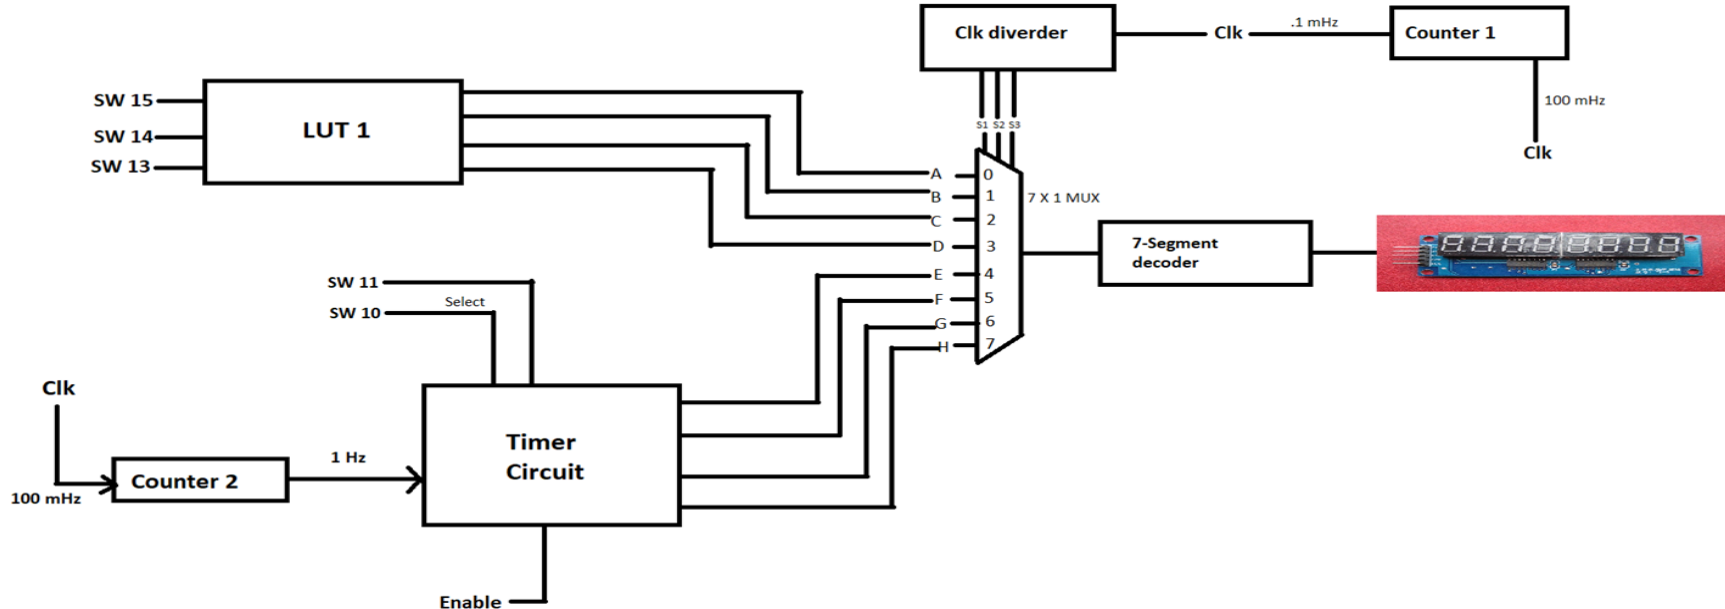 Clk diverder
Clk
.1 mHz
Counter 1
100 mHz
Clk
SW 15
SW 14
SW 13
LUT 1
S1 S2 S3
A 0
B 1
C 2
D 3
E 4
F 5
G 6
H 7
7 X 1 MUX
7-Segment
decoder
SW 11
SW 10
Select
Clk
100 mHz
Counter 2
1 Hz
Timer
Circuit
Enable